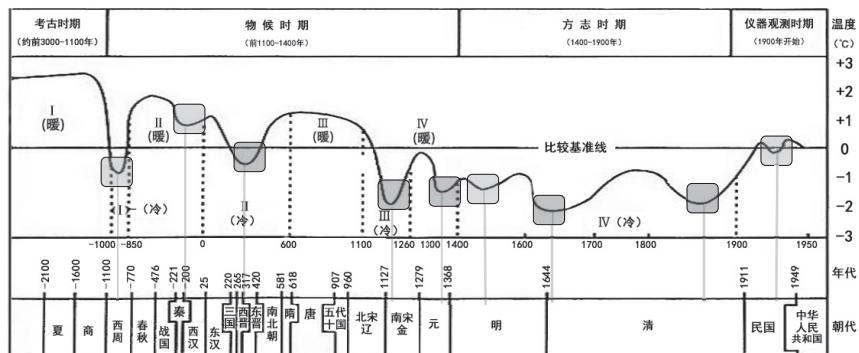 考古时期
(约前3000-1100年)
物候时期
(前1100-1400年)
方志时期
(1400-1900年)
仪器观测时期
(1900年开始)
温度
(℃)
+3
+2
+1
0
-1
-2
-3
I
(暖)
II
(暖)
III
(暖)
IV
(暖)
比较基准线
I
(冷)
II
(冷)
III
(冷)
IV (冷)
-1000 -850 0 600 1100 1260 1300 1400 1600 1700 1800 1900 1950
-2100 -1600 -1100 -770 -476 -221 -200 25 220 265 317 420 581 618 907 960 1127 1279 1368 1644 1911 1949 年代
夏
商
西周
春秋
战国
秦
西汉
东汉
三国
西晋
东晋
南北朝
隋
唐
五代十国
北宋
辽
南宋
金
元
明
清
民国
中华
人民
共和国
朝代